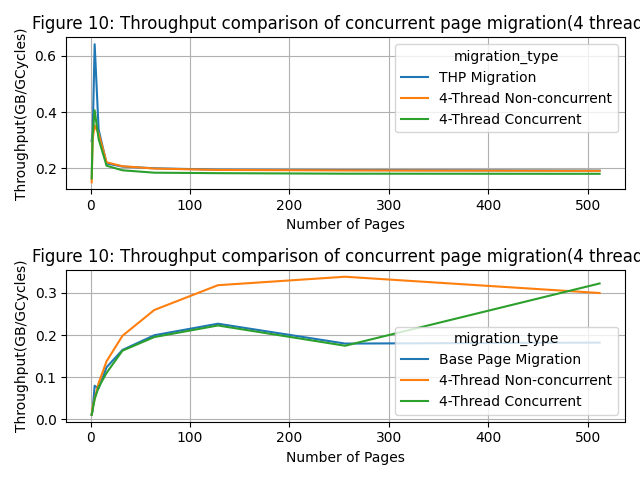 Figure 10: Throughput comparison of concurrent page migration(4 thread
Throughput(GB/GCycles)
0.6
0.4
0.2
migration_type
THP Migration
4-Thread Non-concurrent
4-Thread Concurrent
0 100 200 300 400 500
Number of Pages
Figure 10: Throughput comparison of concurrent page migration(4 thread
Throughput(GB/GCycles)
0.3
0.2
0.1
0.0
migration_type
Base Page Migration
4-Thread Non-concurrent
4-Thread Concurrent
0 100 200 300 400 500
Number of Pages